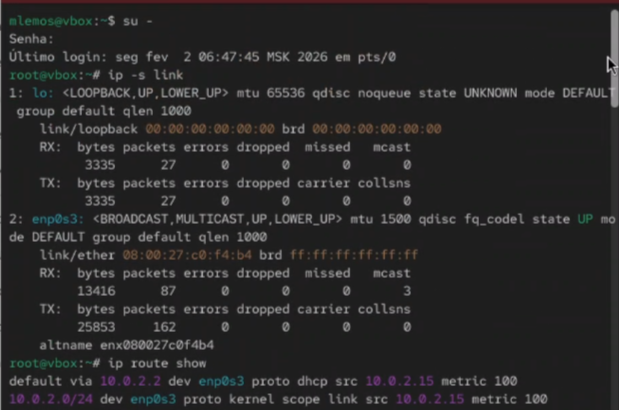 mlemos@vbox:~$ su -
Senha:
Último login: seg fev  2 06:47:45 MSK 2026 em pts/0
root@vbox:~# ip -s link
1: lo: <LOOPBACK,UP,LOWER_UP> mtu 65536 qdisc noqueue state UNKNOWN mode DEFAULT
 group default qlen 1000
    link/loopback 00:00:00:00:00:00 brd 00:00:00:00:00:00
    RX:  bytes packets errors dropped  missed   mcast
          3335      27      0       0       0       0
    TX:  bytes packets errors dropped carrier collsns
          3335      27      0       0       0       0
2: enp0s3: <BROADCAST,MULTICAST,UP,LOWER_UP> mtu 1500 qdisc fq_codel state UP mo
de DEFAULT group default qlen 1000
    link/ether 08:00:27:c0:f4:b4 brd ff:ff:ff:ff:ff:ff
    RX:  bytes packets errors dropped  missed   mcast
         13416      87      0       0       0       3
    TX:  bytes packets errors dropped carrier collsns
         25853     162      0       0       0       0
    altname enx080027c0f4b4
root@vbox:~# ip route show
default via 10.0.2.2 dev enp0s3 proto dhcp src 10.0.2.15 metric 100
10.0.2.0/24 dev enp0s3 proto kernel scope link src 10.0.2.15 metric 100